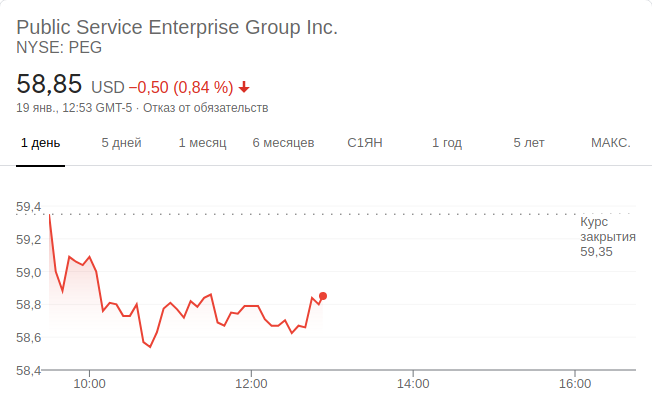 Public Service Enterprise Group Inc.
NYSE: PEG
58,85 USD −0,50 (0,84 %)
19 янв., 12:53 GMT-5 · Отказ от обязательств
1 день 5 дней 1 месяц 6 месяцев С1ЯН 1 год 5 лет МАКС.
59,4
Курс
закрытия
59,35
59,2
59,0
58,8
58,6
58,4
10:00 12:00 14:00 16:00